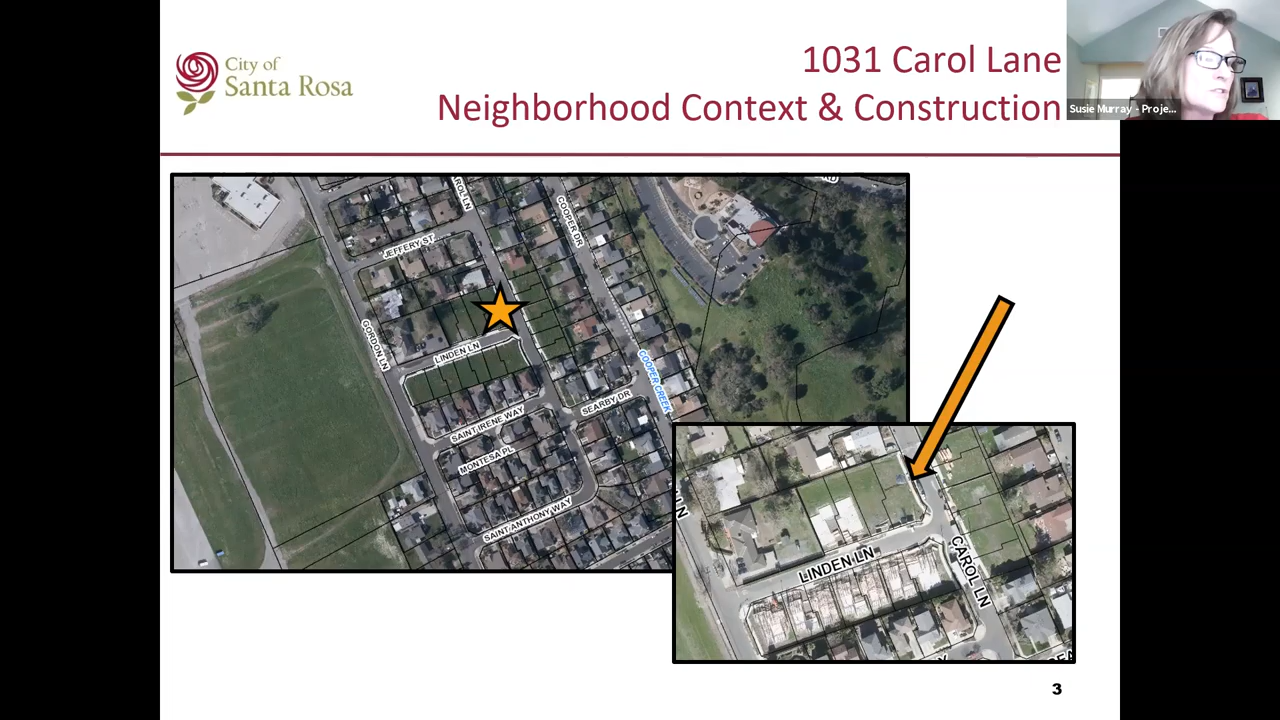 City of
Santa Rosa
1031 Carol Lane
Neighborhood Context & Construction
Susie Murray - Proje...
COOPER DR
JEFFERY ST
GORDON LN
LINDEN LN
COOPER CREEK
SEARBY DR
SAINT IRENE WAY
MONTESA PL
SAINT ANTHONY WAY
LINDEN LN
CAROL LN
3